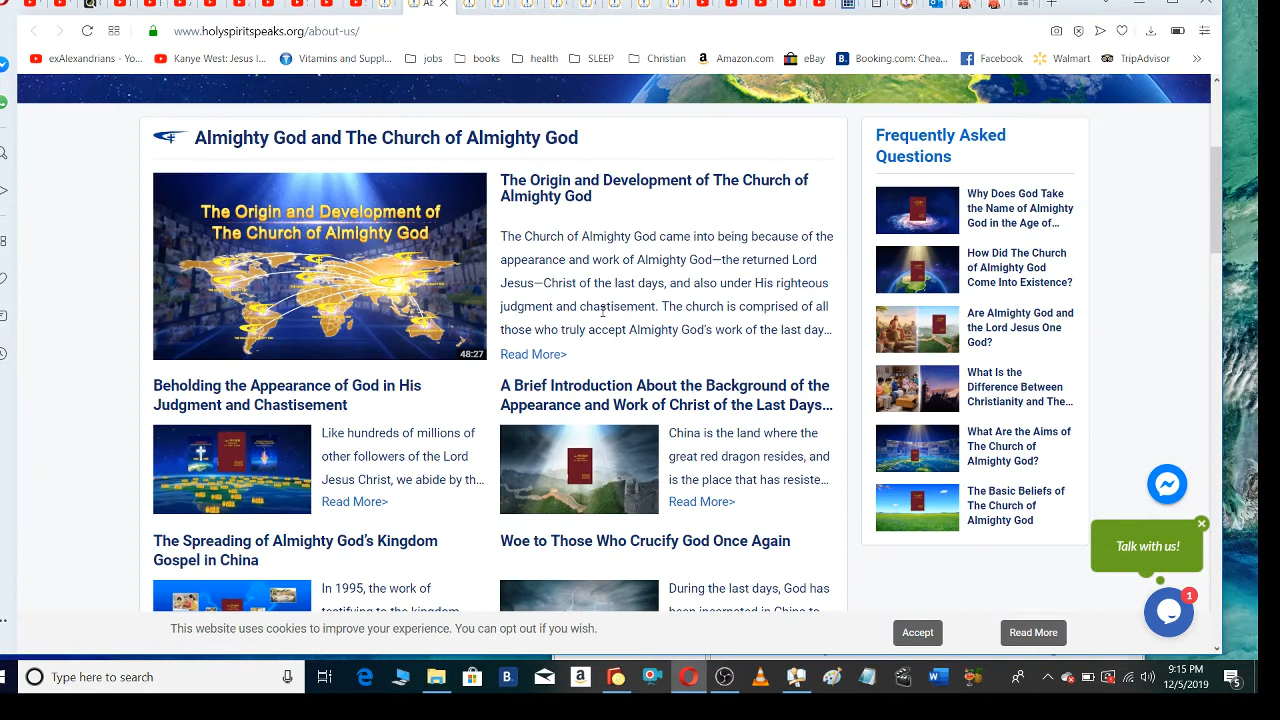 www.holyspiritspeaks.org/about-us/
exAlexandrians - Yo...
Kanye West: Jesus I...
Vitamins and Suppl...
jobs
books
health
SLEEP
Christian
Amazon.com
eBay
Booking.com: Chea...
Facebook
Walmart
TripAdvisor
Almighty God and The Church of Almighty God
The Origin and Development of
The Church of Almighty God
48:27
The Origin and Development of The Church of
Almighty God
The Church of Almighty God came into being because of the
appearance and work of Almighty God—the returned Lord
Jesus—Christ of the last days, and also under His righteous
judgment and chastisement. The church is comprised of all
those who truly accept Almighty God's work of the last day...
Read More>
Beholding the Appearance of God in His
Judgment and Chastisement
Like hundreds of millions of
other followers of the Lord
Jesus Christ, we abide by th...
Read More>
A Brief Introduction About the Background of the
Appearance and Work of Christ of the Last Days...
China is the land where the
great red dragon resides, and
is the place that has resiste...
Read More>
The Spreading of Almighty God's Kingdom
Gospel in China
In 1995, the work of
testifying to the kingdom
Woe to Those Who Crucify God Once Again
During the last days, God has
been incarnated in China to
Frequently Asked
Questions
Why Does God Take
the Name of Almighty
God in the Age of...
How Did The Church
of Almighty God
Come Into Existence?
Are Almighty God and
the Lord Jesus One
God?
What Is the
Difference Between
Christianity and The...
What Are the Aims of
The Church of
Almighty God?
The Basic Beliefs of
The Church of
Almighty God
Talk with us!
1
This website uses cookies to improve your experience. You can opt out if you wish.
Accept
Read More
Type here to search
9:15 PM
12/5/2019
5